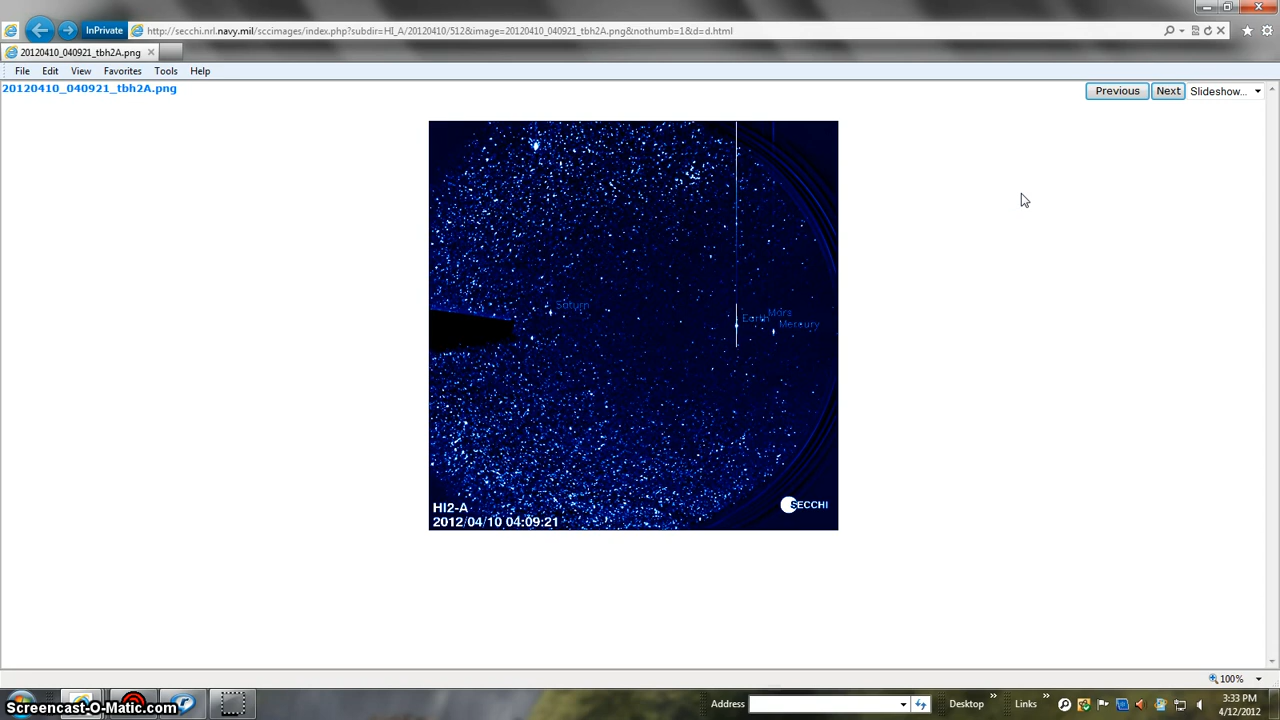 InPrivate
http://secchi.nrl.navy.mil/sccimages/index.php?subdir=HI_A/20120410/512&image=20120410_040921_tbh2A.png&nothumb=1&d=d.html
20120410_040921_tbh2A.png
File Edit View Favorites Tools Help
20120410_040921_tbh2A.png
Previous Next Slideshow...
Saturn
Earth Mars
Mercury
HI2-A
2012/04/10 04:09:21
SECCHI
100%
Screencast-O-Matic.com
Address
Desktop
Links
3:33 PM
4/12/2012